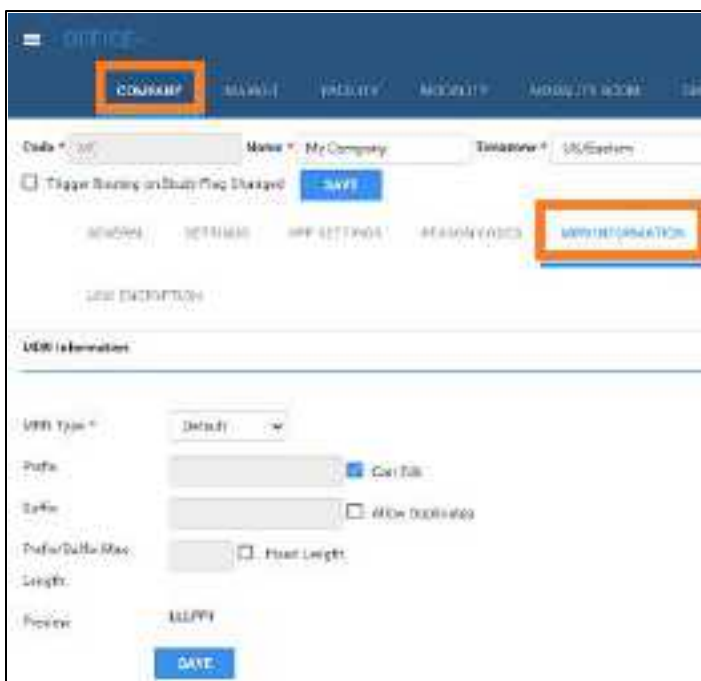 OFFICE
COMPANY MARKET FACILITY MODALITY MODALITY ROOM
Code * Name * My Company Timezone * US/Eastern
Trigger Routing on Study Flag Changed SAVE
GENERAL SETTINGS APP SETTINGS REASON CODES MRN INFORMATION
LOG ENCRYPTION
MRN Information
MRN Type * Default
Prefix Can Edit
Suffix Allow Duplicates
Prefix/Suffix Max Fixed Length
Length
Preview
SAVE